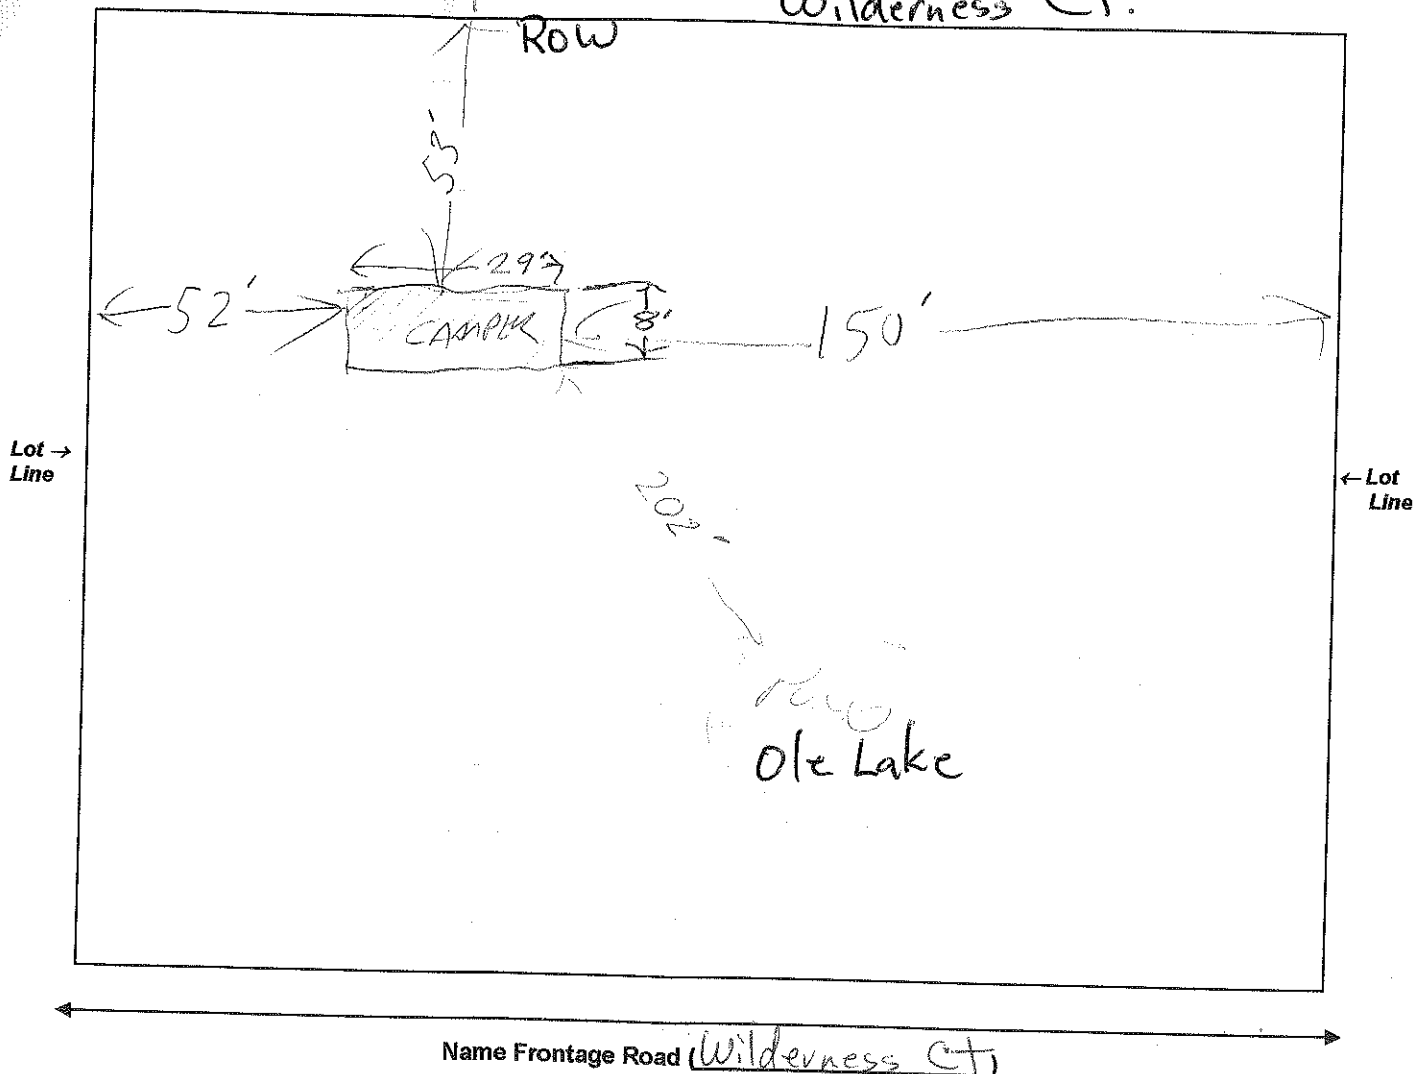 Wilderness Ct.
ROW
53'
29'
52'
CAMPER
8'
150'
Lot →
Line
← Lot
Line
202'
Ole Lake
Name Frontage Road (Wilderness Ct)